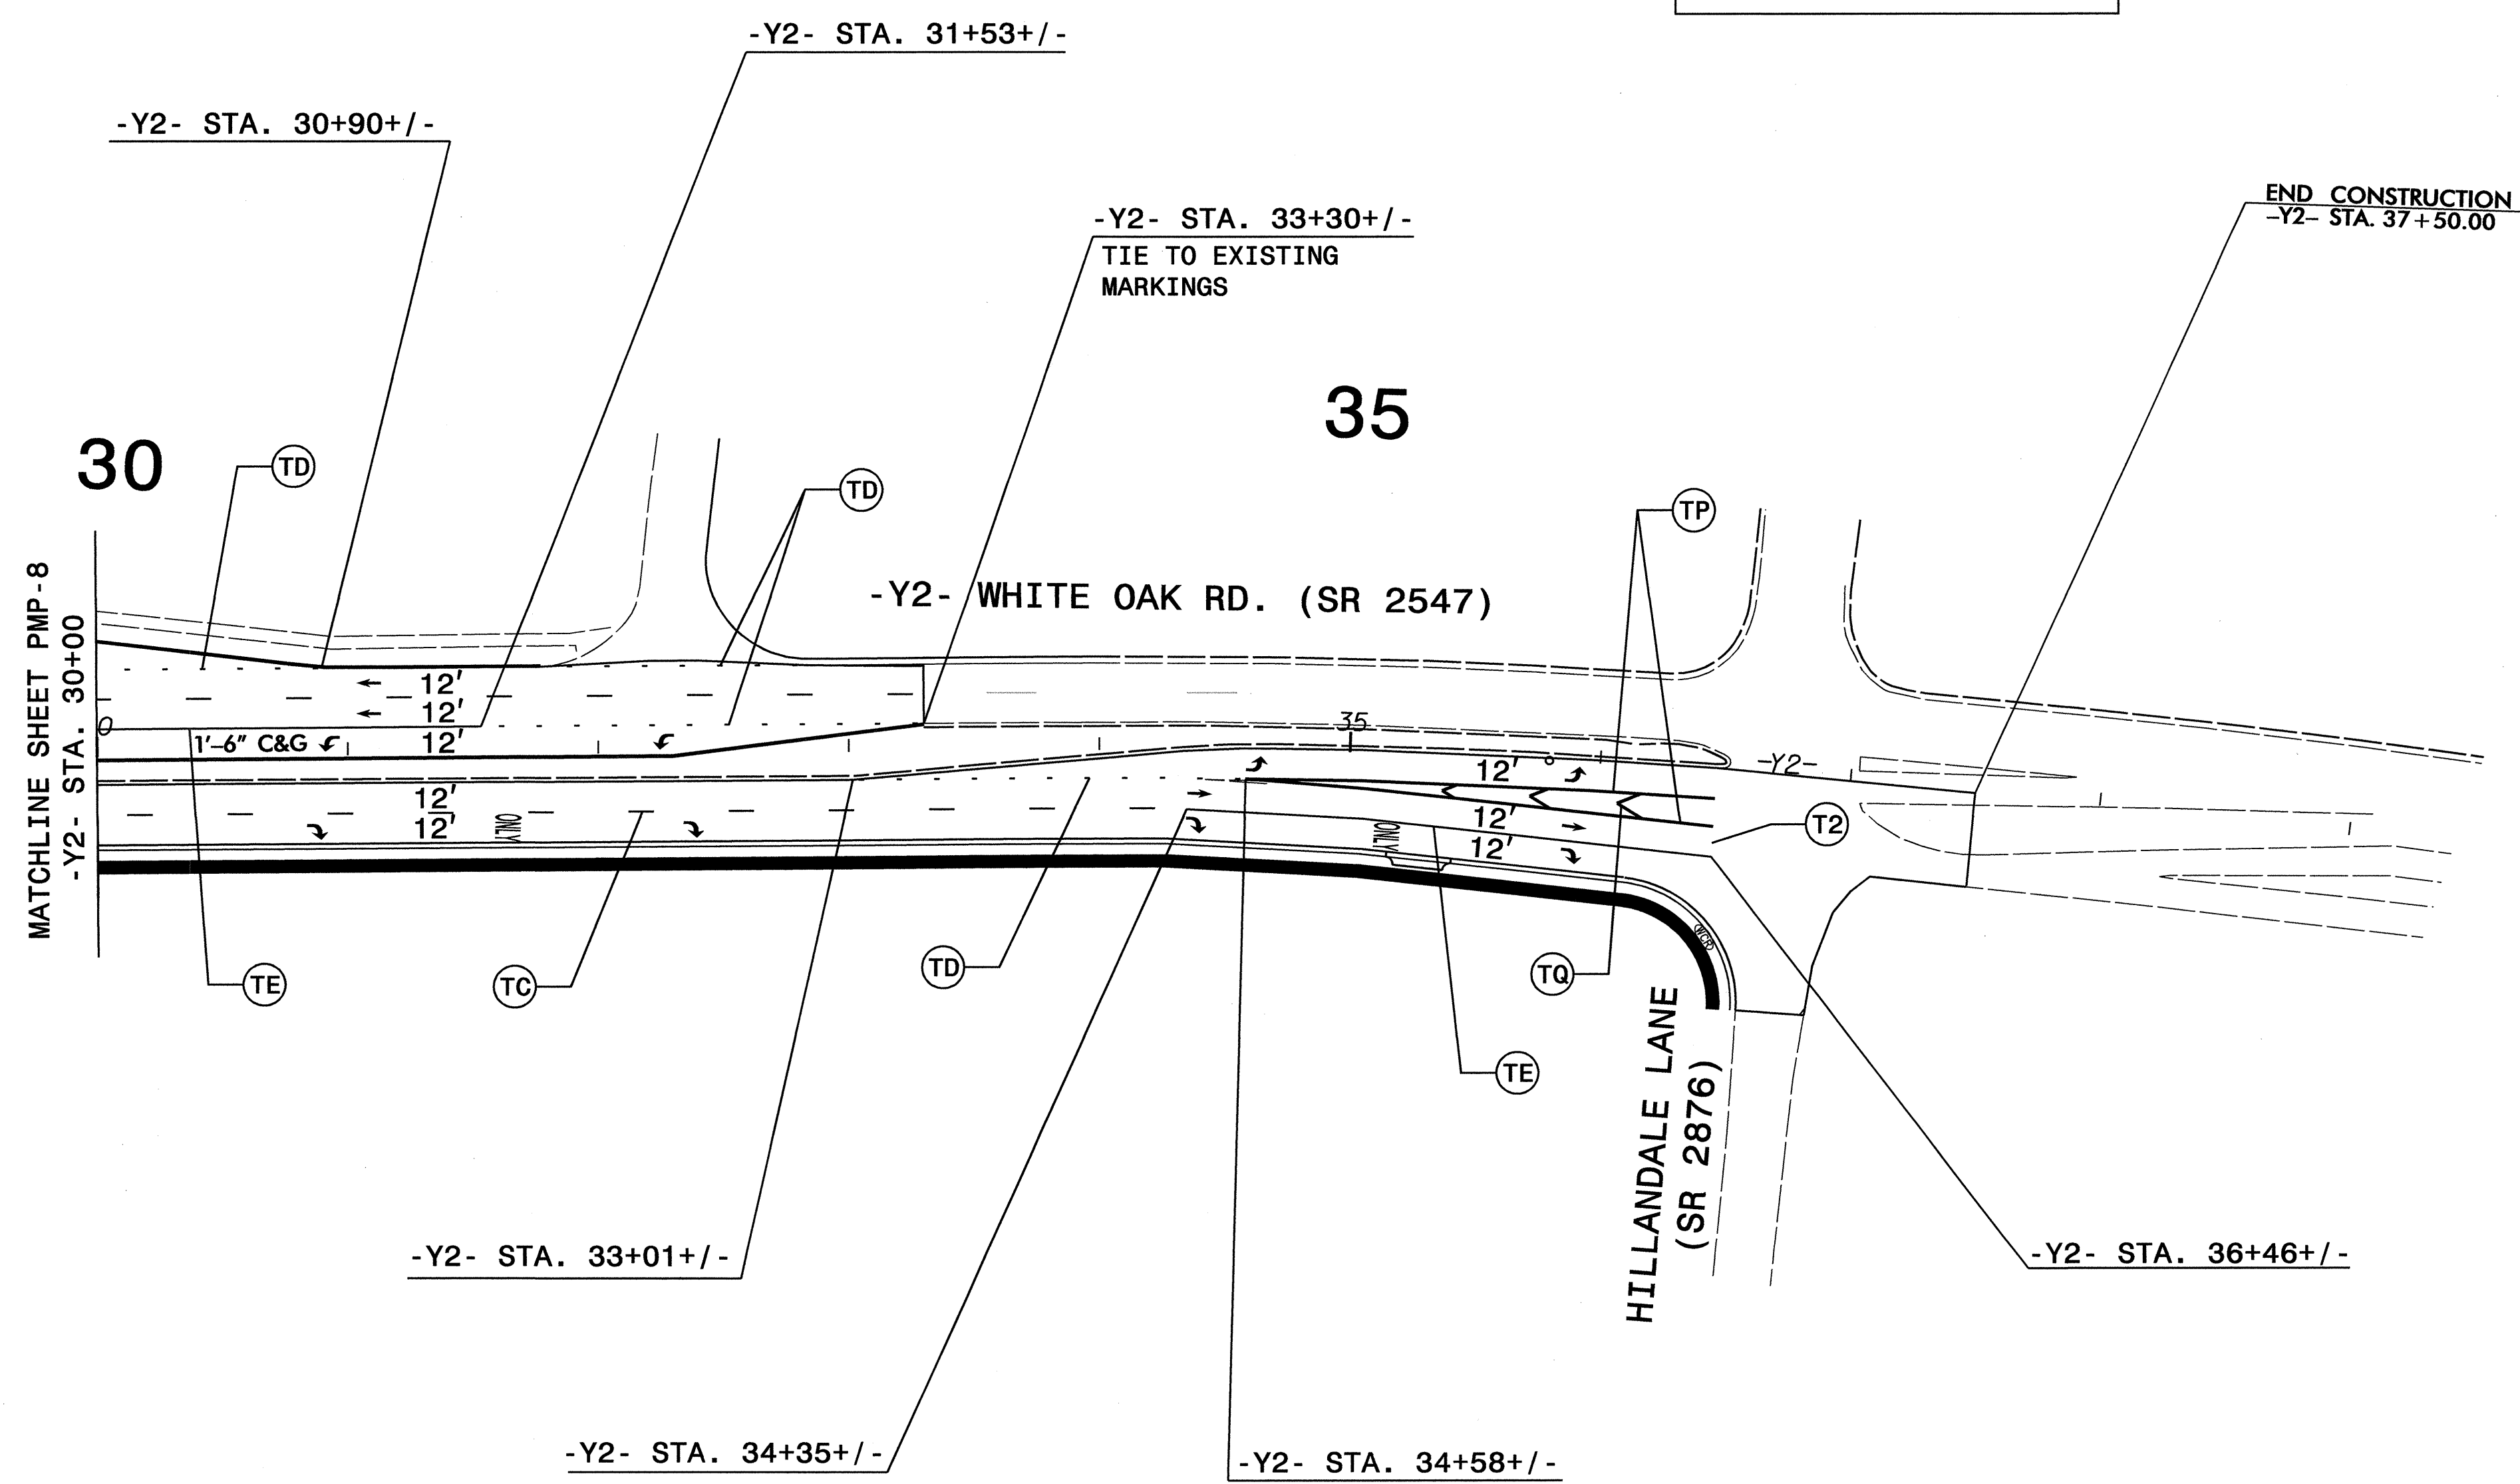 -Y2- STA. 31+53+/-
-Y2- STA. 30+90+/-
-Y2- STA. 33+30+/-
TIE TO EXISTING
MARKINGS
END CONSTRUCTION
-Y2- STA. 37+50.00
35
30
TD
TD
TP
-Y2- WHITE OAK RD. (SR 2547)
MATCHLINE SHEET PMP-8
-Y2- STA. 30+00
12'
12'
0
1'-6" C&G
12'
35
12'
-Y2-
12'
12'
ONLY
ONLY
12'
12'
T2
WCR
TE
TC
TD
TQ
TE
HILLANDALE LANE
(SR 2876)
-Y2- STA. 33+01+/-
-Y2- STA. 36+46+/-
-Y2- STA. 34+35+/-
-Y2- STA. 34+58+/-